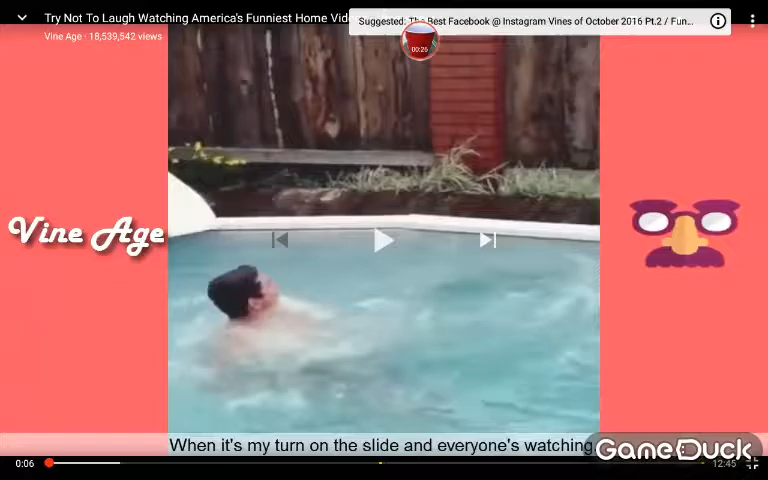 Try Not To Laugh Watching America's Funniest Home Vide
Suggested: The Best Facebook @ Instagram Vines of October 2016 Pt.2 / Fun...
Vine Age · 18,539,542 views
00:26
Vine Age
When it's my turn on the slide and everyone's watching
GameDuck
0:06
12:45